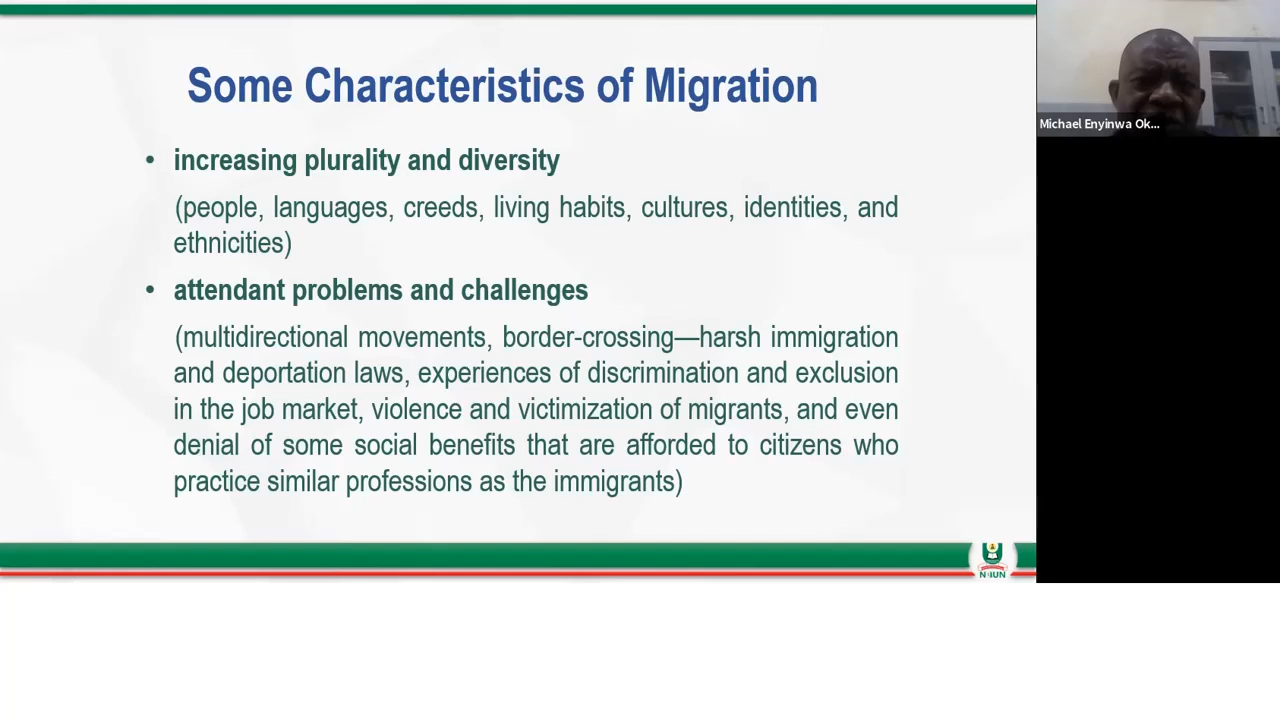 Some Characteristics of Migration
• increasing plurality and diversity
(people, languages, creeds, living habits, cultures, identities, and
ethnicities)
• attendant problems and challenges
(multidirectional movements, border-crossing—harsh immigration
and deportation laws, experiences of discrimination and exclusion
in the job market, violence and victimization of migrants, and even
denial of some social benefits that are afforded to citizens who
practice similar professions as the immigrants)
Michael Enyinwa Ok...